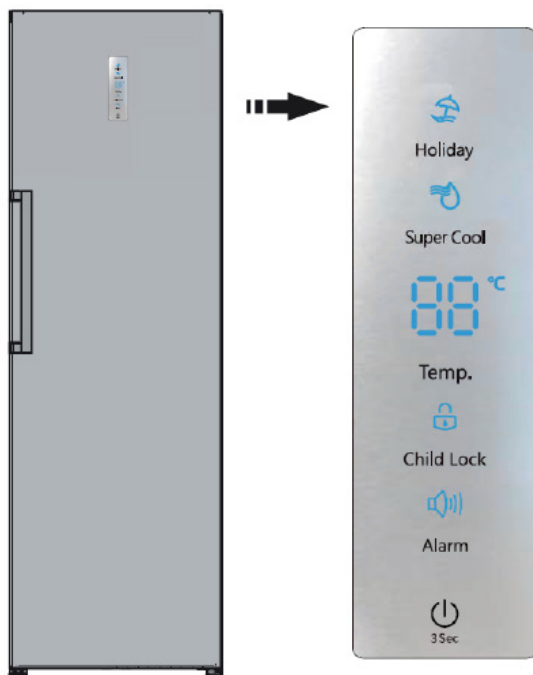 Holiday
Super Cool
88°C
Temp.
Child Lock
Alarm
3 Sec